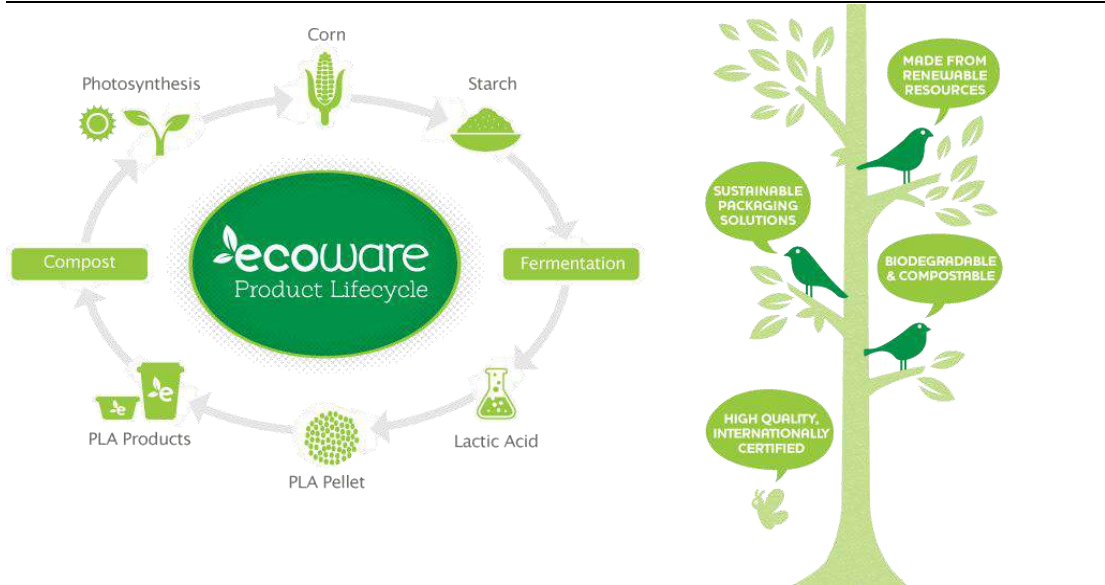 Corn
Photosynthesis
Starch
ecoware
Product Lifecycle
Compost
Fermentation
PLA Products
Lactic Acid
PLA Pellet
e
e
MADE FROM
RENEWABLE
RESOURCES
SUSTAINABLE
PACKAGING
SOLUTIONS
BIODEGRADABLE
& COMPOSTABLE
HIGH QUALITY,
INTERNATIONALLY
CERTIFIED